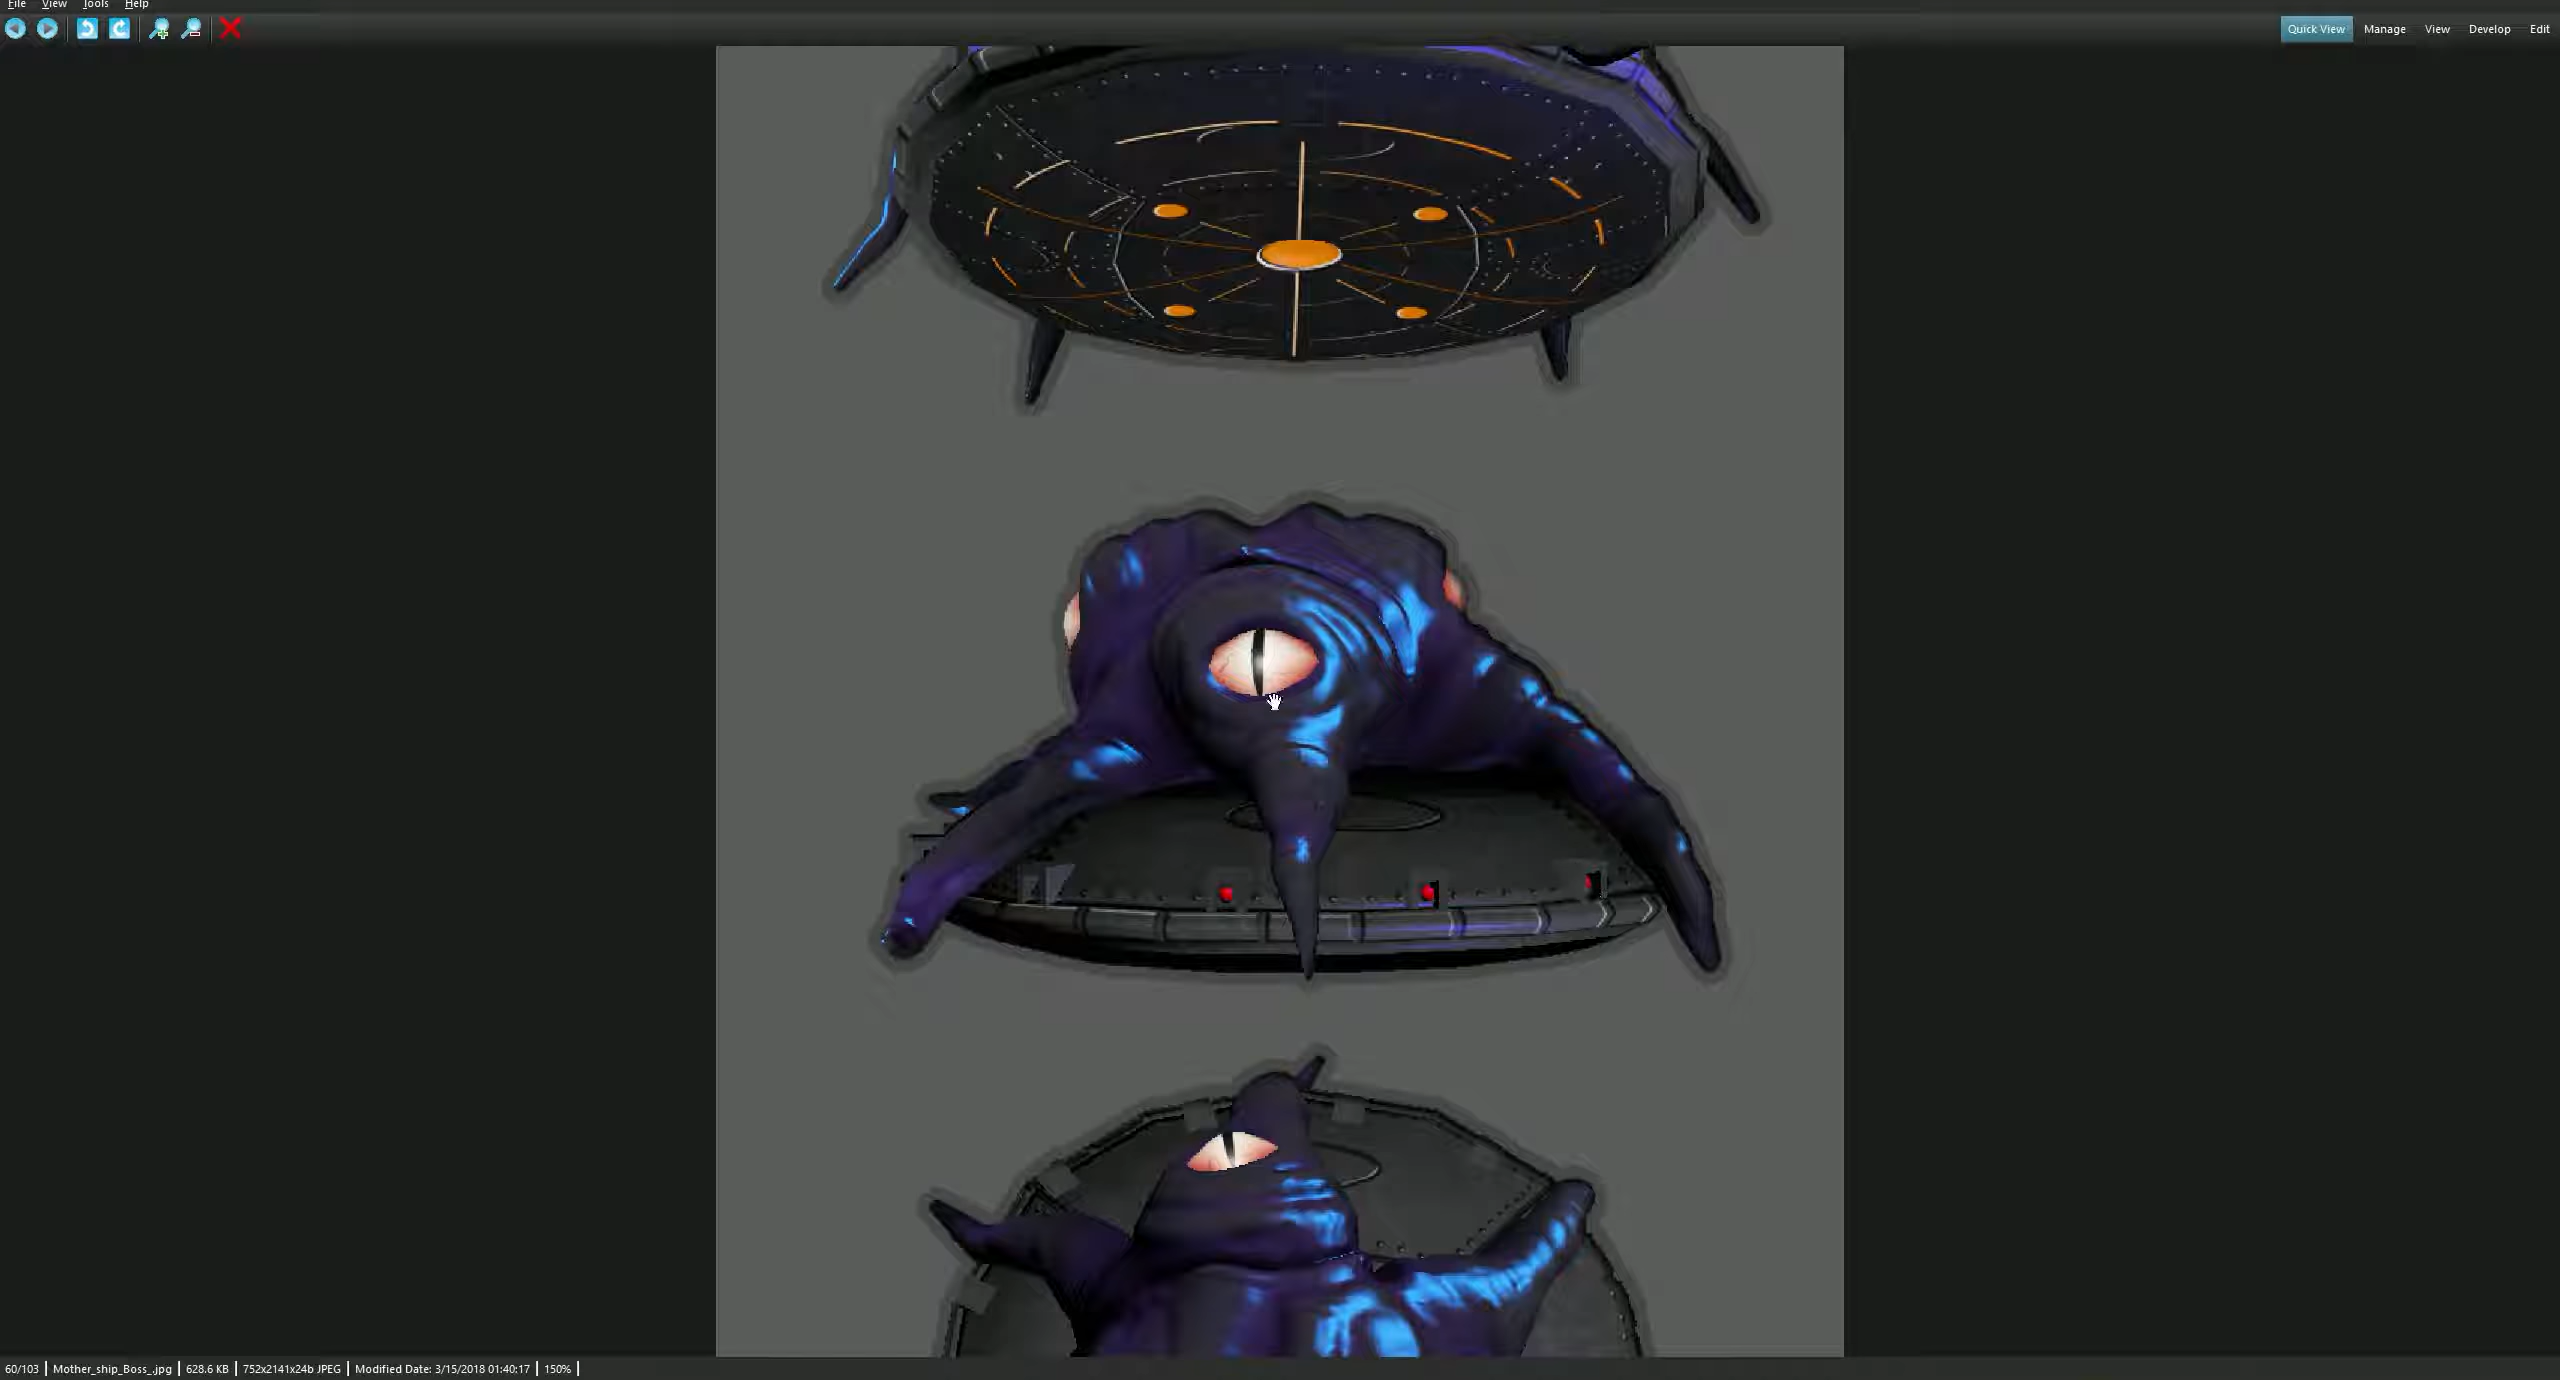 File View Tools Help
Quick View Manage View Develop Edit
60/103 | Mother_ship_Boss_.jpg | 628.6 KB | 752x2141x24b JPEG | Modified Date: 3/15/2018 01:40:17 | 150% |